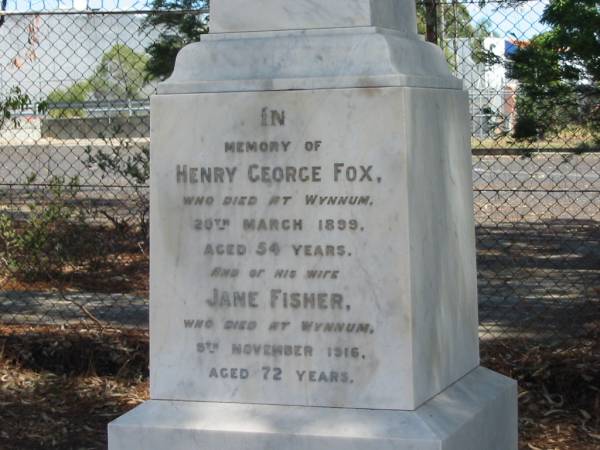 IN
MEMORY OF
HENRY GEORGE FOX,
WHO DIED AT WYNNUM,
20TH MARCH 1899,
AGED 54 YEARS.
AND OF HIS WIFE
JANE FISHER,
WHO DIED AT WYNNUM,
5TH NOVEMBER 1916,
AGED 72 YEARS.